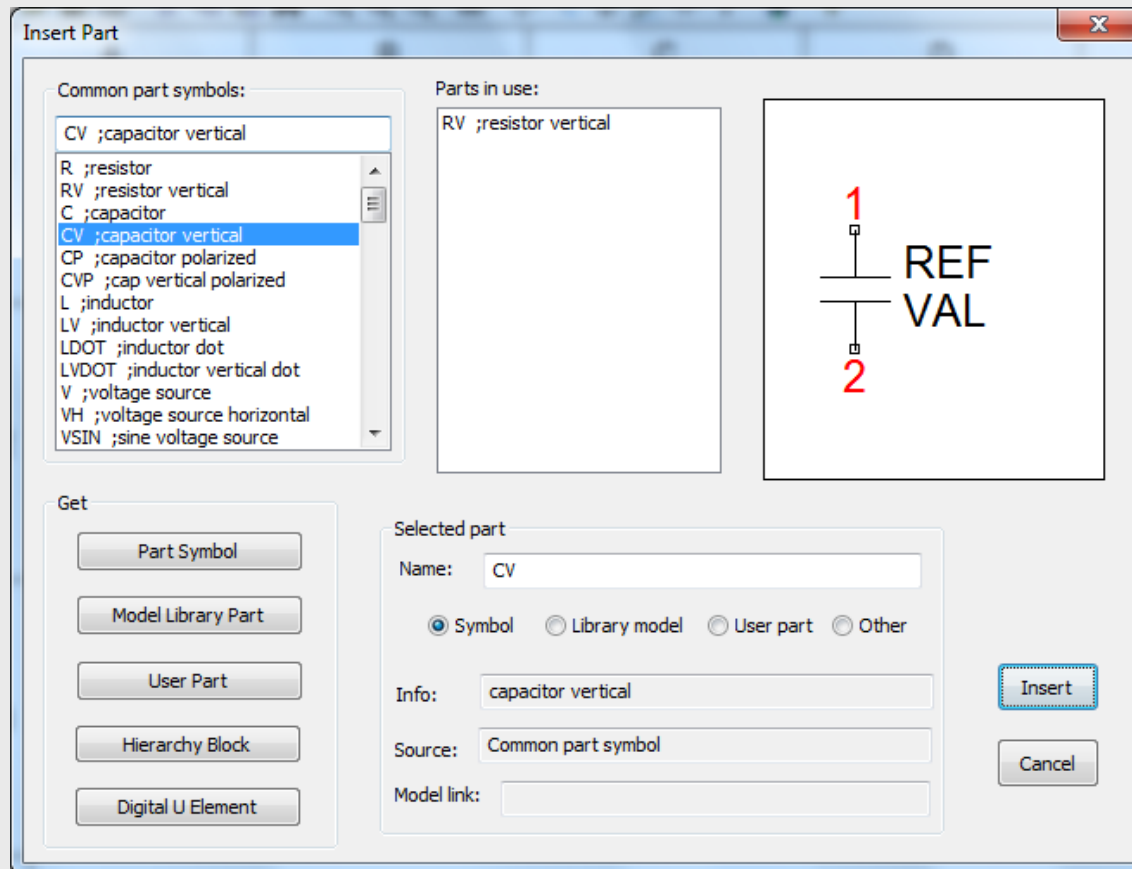 Insert Part
X
Common part symbols:
CV ;capacitor vertical
R ;resistor
RV ;resistor vertical
C ;capacitor
CV ;capacitor vertical
CP ;capacitor polarized
CVP ;cap vertical polarized
L ;inductor
LV ;inductor vertical
LDOT ;inductor dot
LVDOT ;inductor vertical dot
V ;voltage source
VH ;voltage source horizontal
VSIN ;sine voltage source
Parts in use:
RV ;resistor vertical
1
REF
VAL
2
Get
Part Symbol
Model Library Part
User Part
Hierarchy Block
Digital U Element
Selected part
Name: CV
Symbol Library model User part Other
Info: capacitor vertical
Source: Common part symbol
Model link:
Insert
Cancel